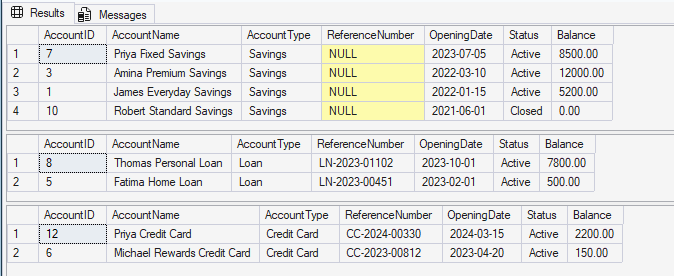 Results Messages
AccountID AccountName AccountType ReferenceNumber OpeningDate Status Balance
1 7 Priya Fixed Savings Savings NULL 2023-07-05 Active 8500.00
2 3 Amina Premium Savings Savings NULL 2022-03-10 Active 12000.00
3 1 James Everyday Savings Savings NULL 2022-01-15 Active 5200.00
4 10 Robert Standard Savings Savings NULL 2021-06-01 Closed 0.00
AccountID AccountName AccountType ReferenceNumber OpeningDate Status Balance
1 8 Thomas Personal Loan Loan LN-2023-01102 2023-10-01 Active 7800.00
2 5 Fatima Home Loan Loan LN-2023-00451 2023-02-01 Active 500.00
AccountID AccountName AccountType ReferenceNumber OpeningDate Status Balance
1 12 Priya Credit Card Credit Card CC-2024-00330 2024-03-15 Active 2200.00
2 6 Michael Rewards Credit Card Credit Card CC-2023-00812 2023-04-20 Active 150.00